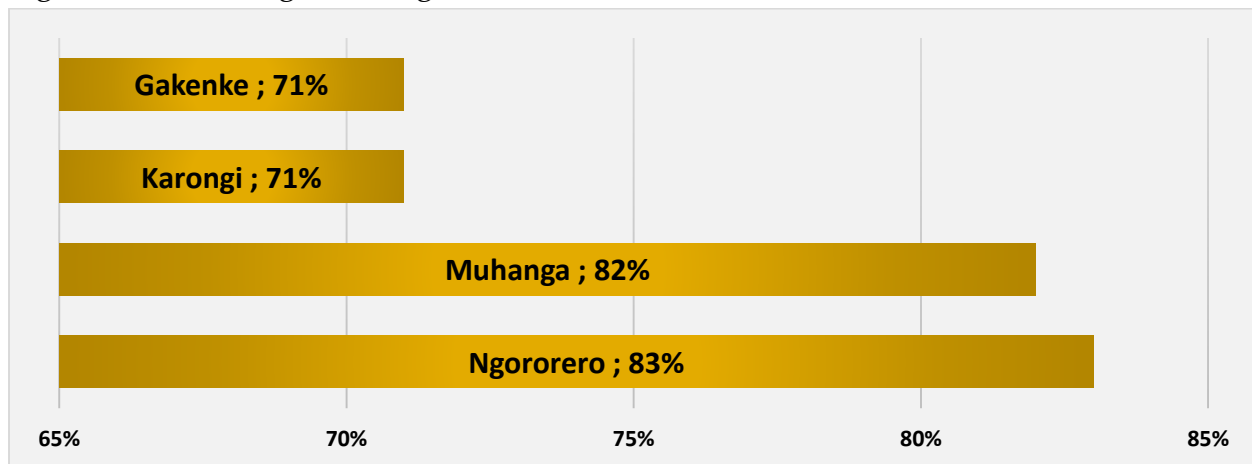 Gakenke ; 71%
Karongi ; 71%
Muhanga ; 82%
Ngororero ; 83%
65% 70% 75% 80% 85%